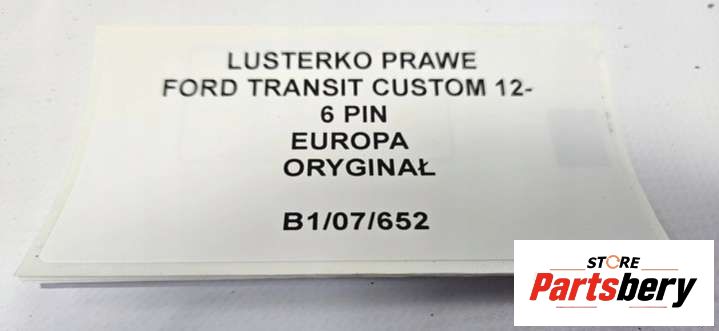 LUSTERKO PRAWE
FORD TRANSIT CUSTOM 12-
6 PIN
EUROPA
ORYGINAŁ
B1/07/652
STORE
Partsbery